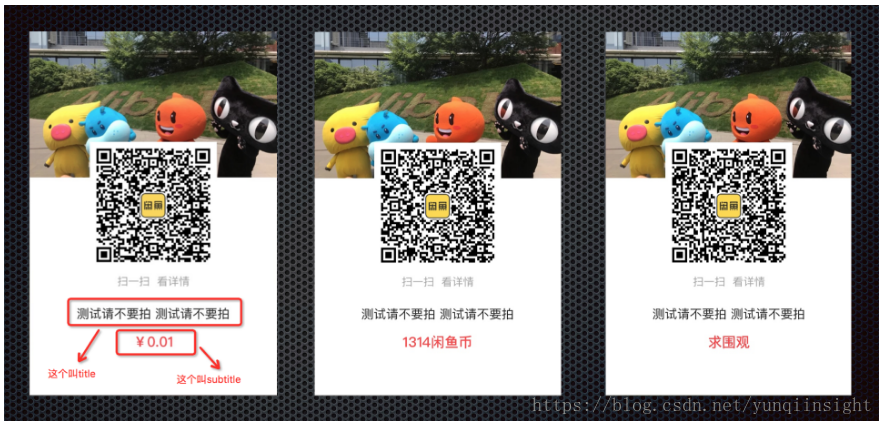 扫一扫 看详情
测试请不要拍 测试请不要拍
¥0.01
这个叫title
这个叫subtitle
扫一扫 看详情
测试请不要拍 测试请不要拍
1314闲鱼币
扫一扫 看详情
测试请不要拍 测试请不要拍
求围观
https://blog.csdn.net/yunqiinsight